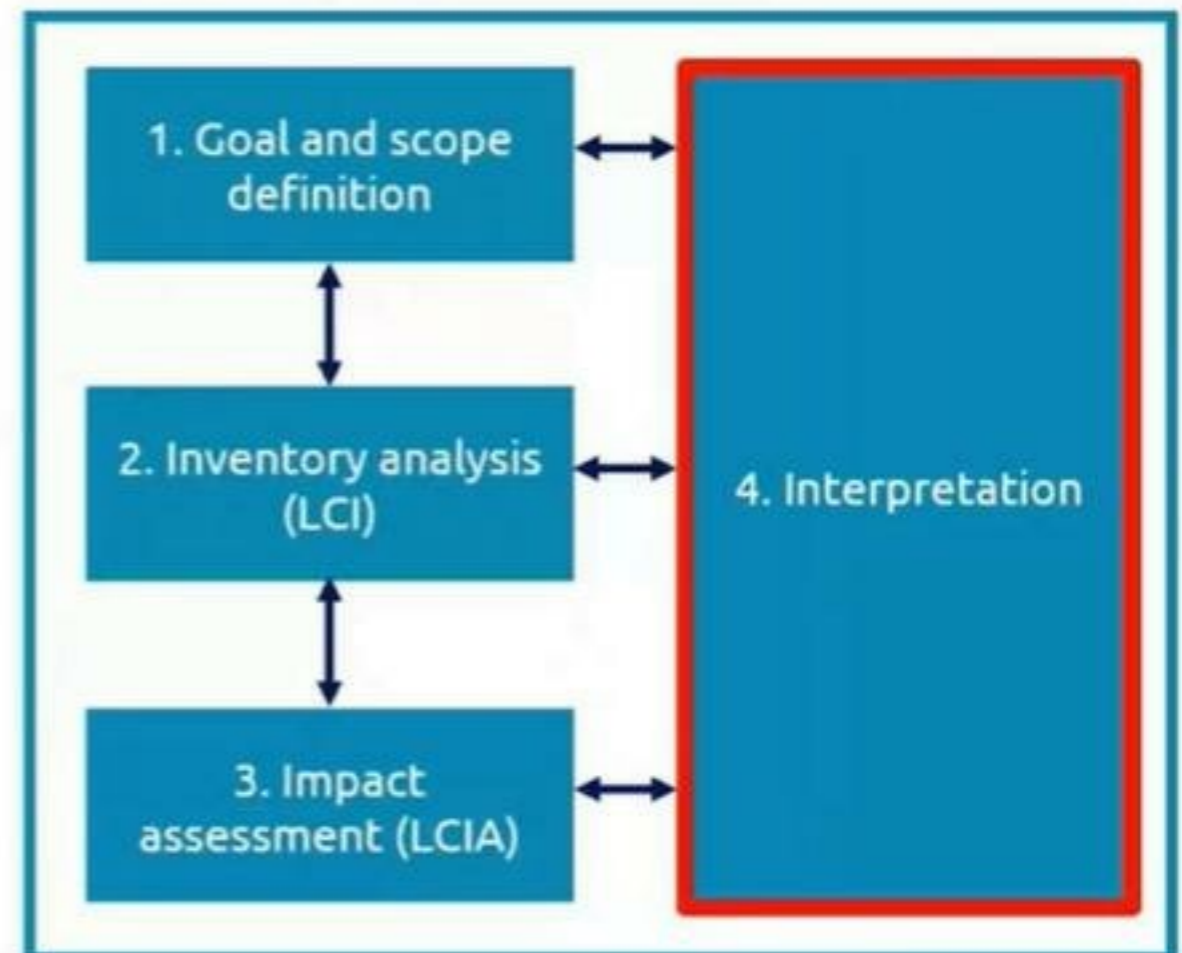 1. Goal and scope
definition
2. Inventory analysis
(LCI)
3. Impact
assessment (LCIA)
4. Interpretation